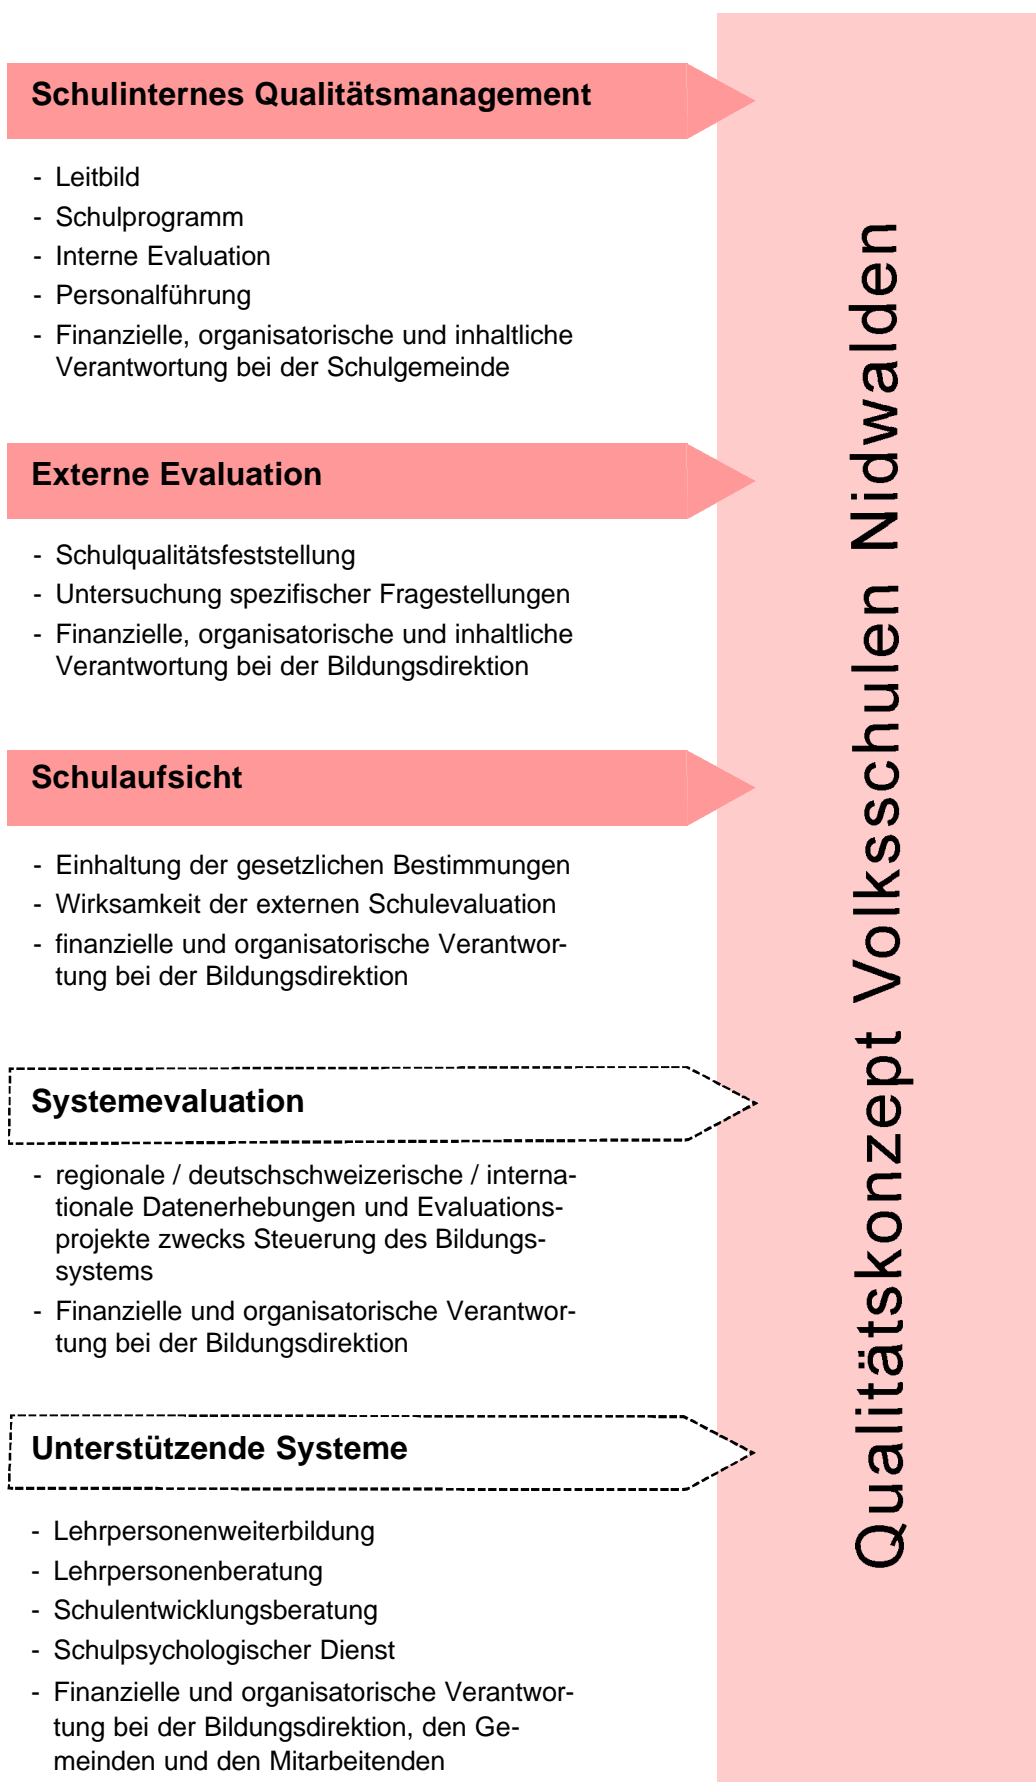 Schulinternes Qualitätsmanagement
- Leitbild
- Schulprogramm
- Interne Evaluation
- Personalführung
- Finanzielle, organisatorische und inhaltliche
Verantwortung bei der Schulgemeinde
Externe Evaluation
- Schulqualitätsfeststellung
- Untersuchung spezifischer Fragestellungen
- Finanzielle, organisatorische und inhaltliche
Verantwortung bei der Bildungsdirektion
Schulaufsicht
- Einhaltung der gesetzlichen Bestimmungen
- Wirksamkeit der externen Schulevaluation
- finanzielle und organisatorische Verantwor-
tung bei der Bildungsdirektion
Systemevaluation
- regionale / deutschschweizerische / interna-
tionale Datenerhebungen und Evaluations-
projekte zwecks Steuerung des Bildungs-
systems
- Finanzielle und organisatorische Verantwor-
tung bei der Bildungsdirektion
Unterstützende Systeme
- Lehrpersonenweiterbildung
- Lehrpersonenberatung
- Schulentwicklungsberatung
- Schulpsychologischer Dienst
- Finanzielle und organisatorische Verantwor-
tung bei der Bildungsdirektion, den Ge-
meinden und den Mitarbeitenden
Qualitätskonzept Volksschulen Nidwalden